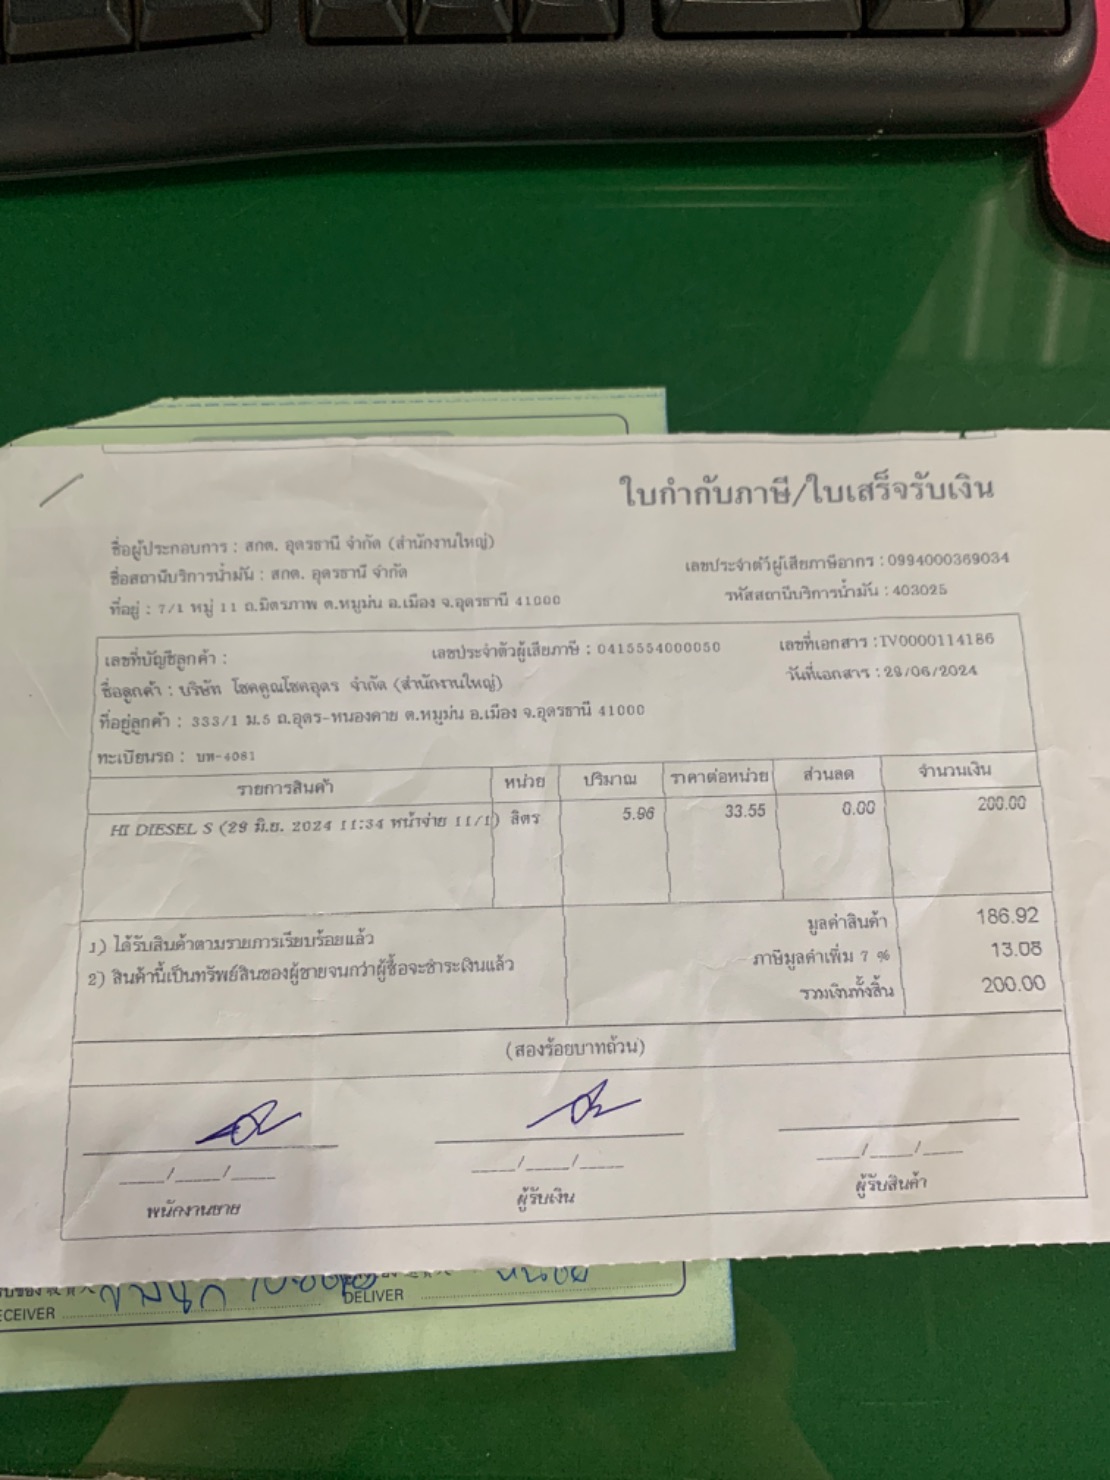 ใบกำกับภาษี/ใบเสร็จรับเงิน
ชื่อผู้ประกอบการ : สกต. อุดรธานี จำกัด (สำนักงานใหญ่)
เลขประจำตัวผู้เสียภาษีอากร : 0994000369034
ชื่อสถานีบริการน้ำมัน : สกต. อุดรธานี จำกัด
รหัสสถานีบริการน้ำมัน : 403025
ที่อยู่ : 7/1 หมู่ 11 ถ.มิตรภาพ ต.หมูม่น อ.เมือง จ.อุดรธานี 41000
เลขที่บัญชีลูกค้า : เลขประจำตัวผู้เสียภาษี : 0415554000050 เลขที่เอกสาร : IV0000114186
ชื่อลูกค้า : บริษัท โชคคูณโชคอุดร จำกัด (สำนักงานใหญ่) วันที่เอกสาร : 29/06/2024
ที่อยู่ลูกค้า : 333/1 ม.5 ถ.อุดร-หนองคาย ต.หมูม่น อ.เมือง จ.อุดรธานี 41000
ทะเบียนรถ : บห-4081
รายการสินค้า หน่วย ปริมาณ ราคาต่อหน่วย ส่วนลด จำนวนเงิน
HI DIESEL S (29 มิ.ย. 2024 11:34 หน้าจ่าย 11/1) ลิตร 5.96 33.55 0.00 200.00
1) ได้รับสินค้าตามรายการเรียบร้อยแล้ว
2) สินค้านี้เป็นทรัพย์สินของผู้ขายจนกว่าผู้ซื้อจะชำระเงินแล้ว
มูลค่าสินค้า 186.92
ภาษีมูลค่าเพิ่ม 7 % 13.08
รวมเงินทั้งสิ้น 200.00
(สองร้อยบาทถ้วน)
___/___/___ ___/___/___ ___/___/___
พนักงานขาย ผู้รับเงิน ผู้รับสินค้า
DELIVER